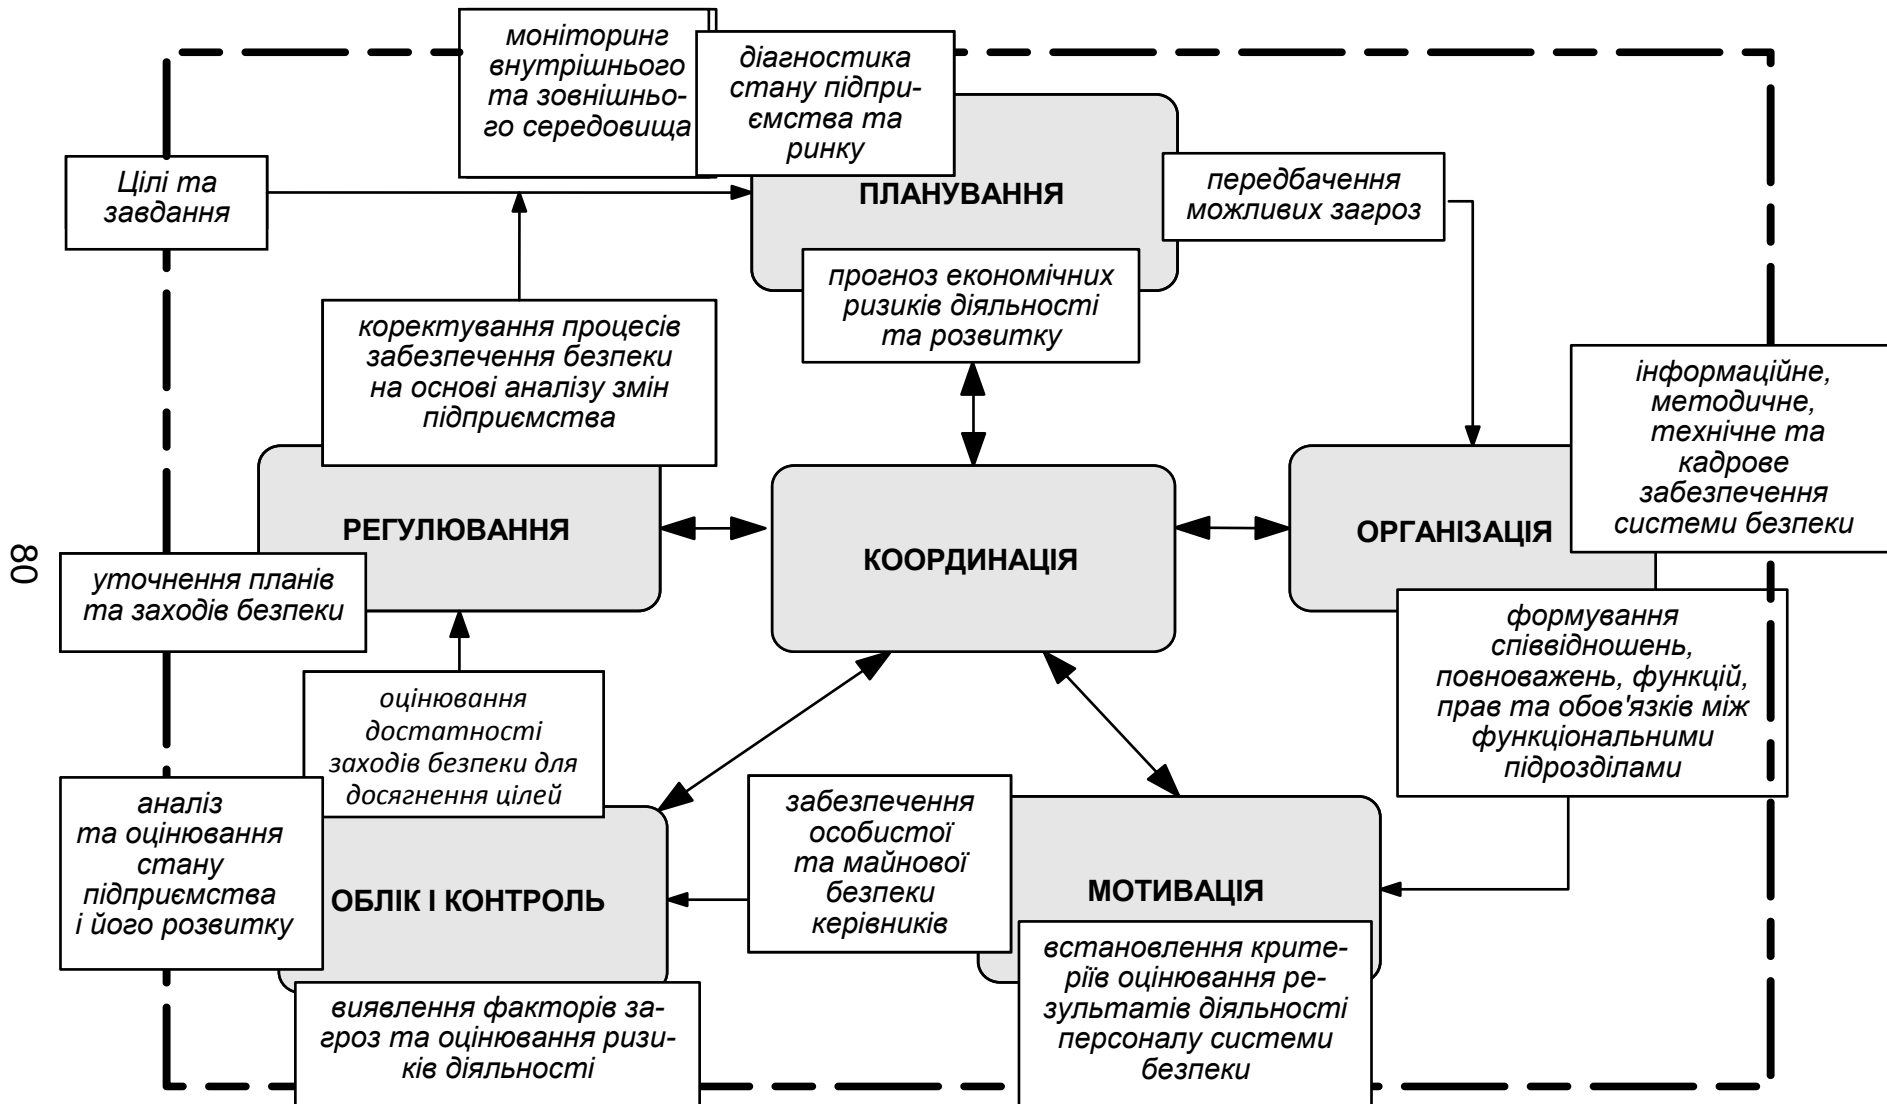 моніторинг
внутрішнього
та зовнішньо-
го середовища
діагностика
стану підпри-
ємства та
ринку
Цілі та
завдання
ПЛАНУВАННЯ
передбачення
можливих загроз
прогноз економічних
ризиків діяльності
та розвитку
коректування процесів
забезпечення безпеки
на основі аналізу змін
підприємства
інформаційне,
методичне,
технічне та
кадрове
забезпечення
системи безпеки
РЕГУЛЮВАННЯ
КООРДИНАЦІЯ
ОРГАНІЗАЦІЯ
80
уточнення планів
та заходів безпеки
формування
співвідношень,
повноважень, функцій,
прав та обов'язків між
функціональними
підрозділами
оцінювання
достатності
заходів безпеки для
досягнення цілей
аналіз
та оцінювання
стану
підприємства
і його розвитку
забезпечення
особистої
та майнової
безпеки
керівників
ОБЛІК І КОНТРОЛЬ
МОТИВАЦІЯ
встановлення крите-
ріїв оцінювання ре-
зультатів діяльності
персоналу системи
безпеки
виявлення факторів за-
гроз та оцінювання ризи-
ків діяльності